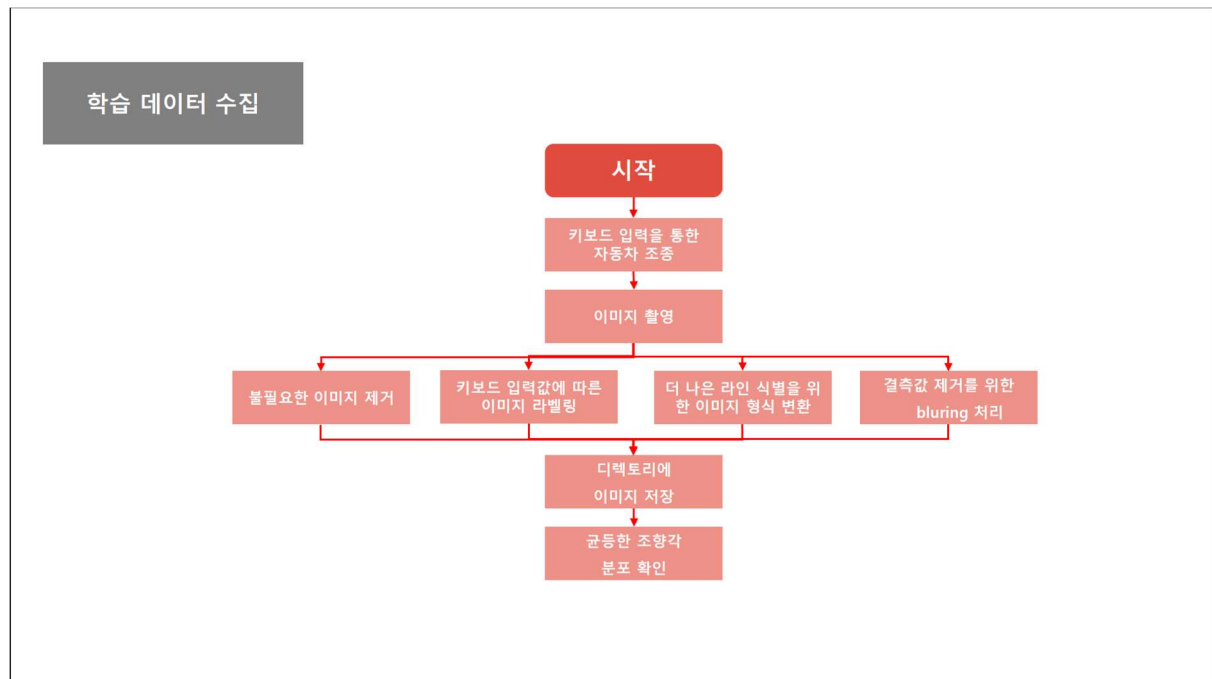 학습 데이터 수집
시작
키보드 입력을 통한
자동차 조종
이미지 촬영
불필요한 이미지 제거
키보드 입력값에 따른
이미지 라벨링
더 나은 라인 식별을 위
한 이미지 형식 변환
결측값 제거를 위한
bluring 처리
디렉토리에
이미지 저장
균등한 조향각
분포 확인